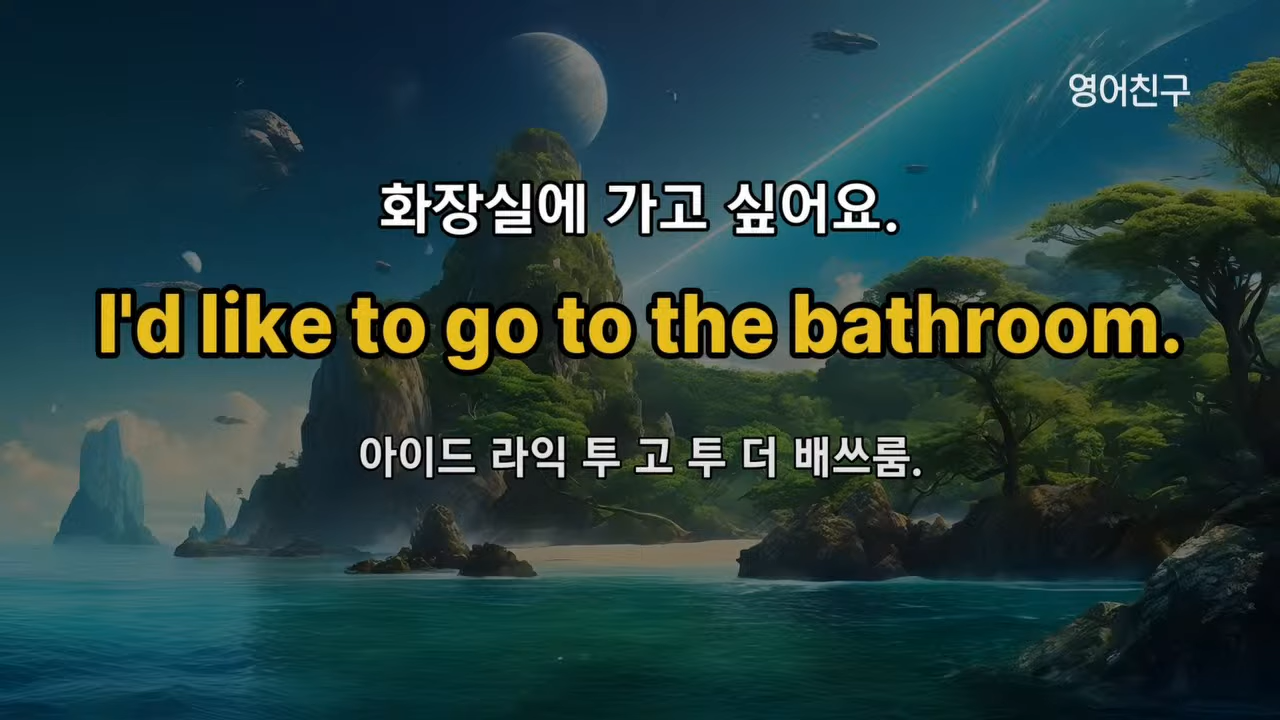 영어친구
화장실에 가고 싶어요.
I'd like to go to the bathroom.
아이드 라익 투 고 투 더 배쓰룸.